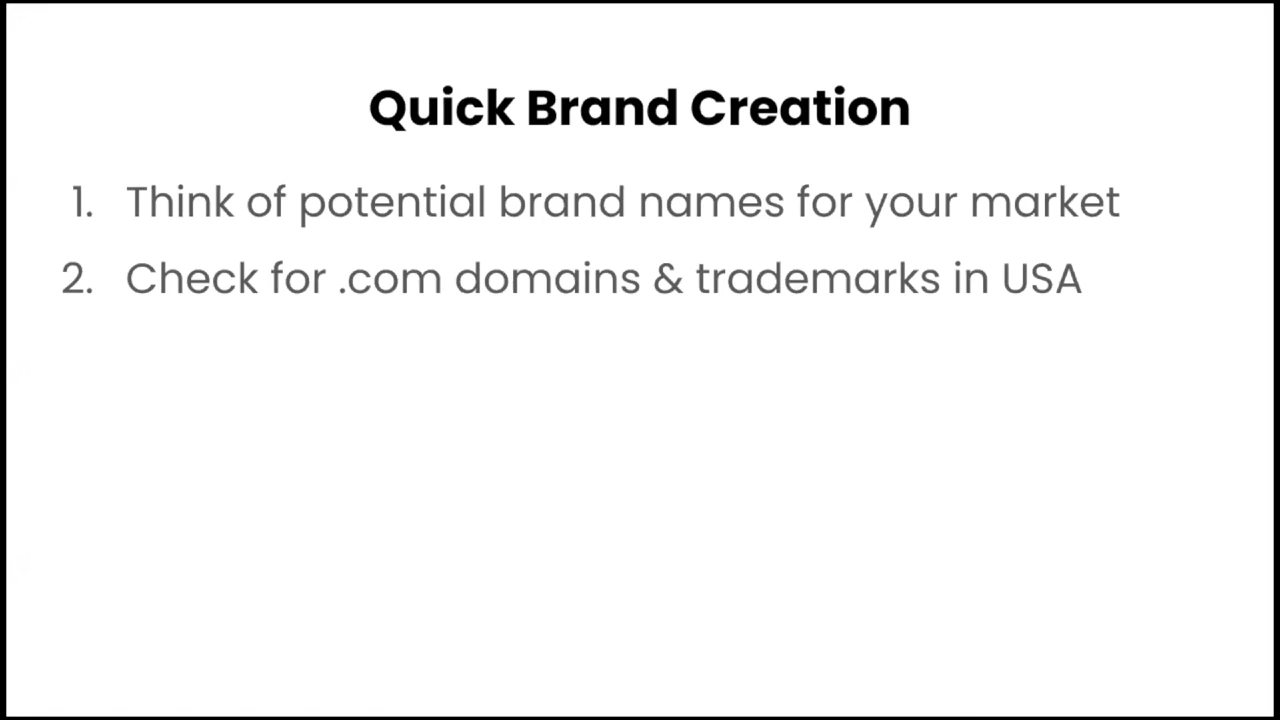 Quick Brand Creation
1. Think of potential brand names for your market
2. Check for .com domains & trademarks in USA